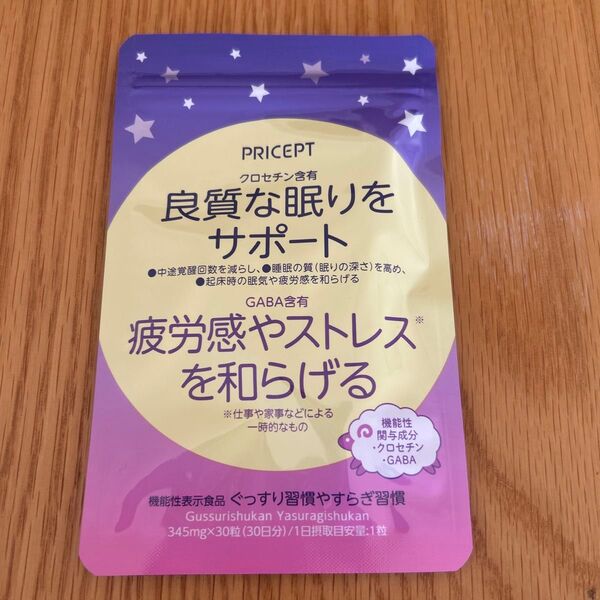 PRICEPT
クロセチン含有
良質な眠りを
サポート
●中途覚醒回数を減らし、●睡眠の質(眠りの深さ)を高め、
●起床時の眠気や疲労感を和らげる
GABA含有
疲労感やストレス※
を和らげる
※仕事や家事などによる
一時的なもの
機能性
関与成分
・クロセチン
・GABA
機能性表示食品 ぐっすり習慣やすらぎ習慣
Gussurishukan Yasuragishukan
345mg×30粒(30日分)/1日摂取目安量:1粒